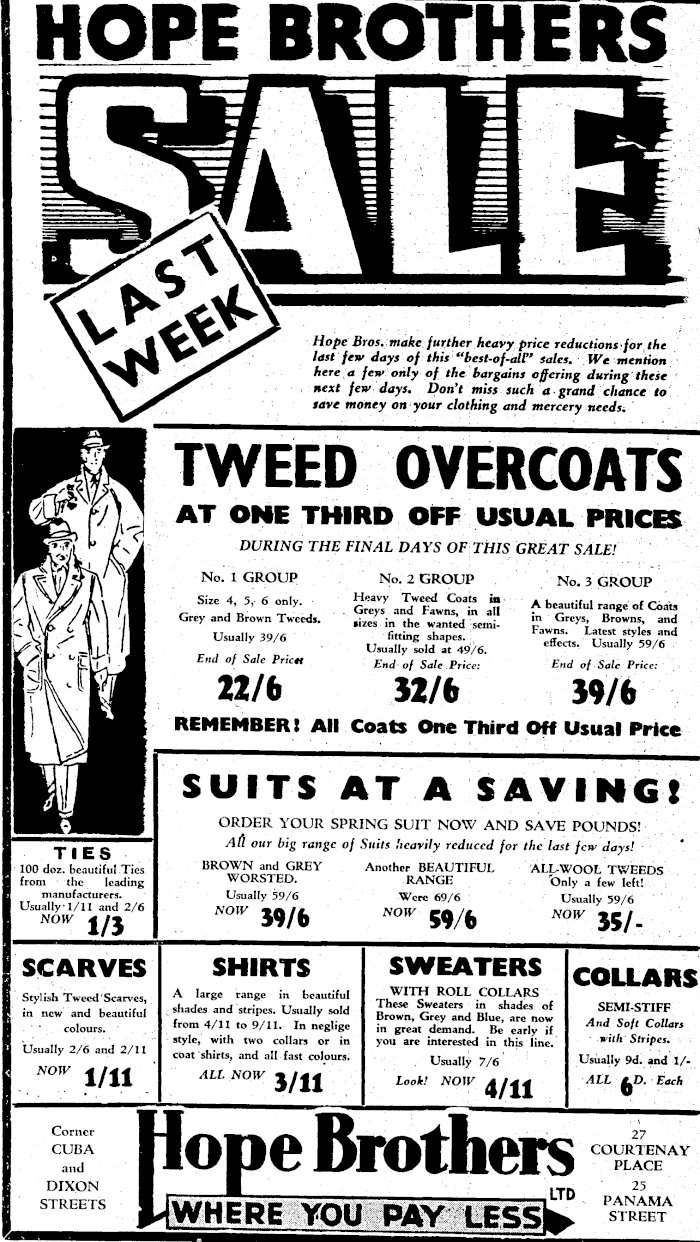 HOPE BROTHERS
SALE
LAST
WEEK
Hope Bros. make further heavy price reductions for the
last few days of this "best-of-all" sales. We mention
here a few only of the bargains offering during these
next few days. Don't miss such a grand chance to
save money on your clothing and mercery needs.
TWEED OVERCOATS
AT ONE THIRD OFF USUAL PRICES
DURING THE FINAL DAYS OF THIS GREAT SALE!
No. 1 GROUP
Size 4, 5, 6 only.
Grey and Brown Tweeds.
Usually 39/6
End of Sale Price
22/6
No. 2 GROUP
Heavy Tweed Coats in
Greys and Fawns, in all
sizes in the wanted semi-
fitting shapes.
Usually sold at 49/6.
End of Sale Price:
32/6
No. 3 GROUP
A beautiful range of Coats
in Greys, Browns, and
Fawns. Latest styles and
effects. Usually 59/6
End of Sale Price:
39/6
REMEMBER! All Coats One Third Off Usual Price
SUITS AT A SAVING!
ORDER YOUR SPRING SUIT NOW AND SAVE POUNDS!
All our big range of Suits heavily reduced for the last few days!
BROWN and GREY
WORSTED.
Usually 59/6
NOW 39/6
Another BEAUTIFUL
RANGE
Were 69/6
NOW 59/6
ALL-WOOL TWEEDS
Only a few left!
Usually 59/6
NOW 35/-
TIES
100 doz. beautiful Ties
from the leading
manufacturers.
Usually 1/11 and 2/6
NOW 1/3
SCARVES
Stylish Tweed Scarves,
in new and beautiful
colours.
Usually 2/6 and 2/11
NOW 1/11
SHIRTS
A large range in beautiful
shades and stripes. Usually sold
from 4/11 to 9/11. In neglige
style, with two collars or in
coat shirts, and all fast colours.
ALL NOW 3/11
SWEATERS
WITH ROLL COLLARS
These Sweaters in shades of
Brown, Grey and Blue, are now
in great demand. Be early if
you are interested in this line.
Usually 7/6
Look! NOW 4/11
COLLARS
SEMI-STIFF
And Soft Collars
with Stripes.
Usually 9d. and 1/-
ALL 6D. Each
Corner
CUBA
and
DIXON
STREETS
Hope Brothers
LTD
WHERE YOU PAY LESS
27
COURTENAY
PLACE
25
PANAMA
STREET